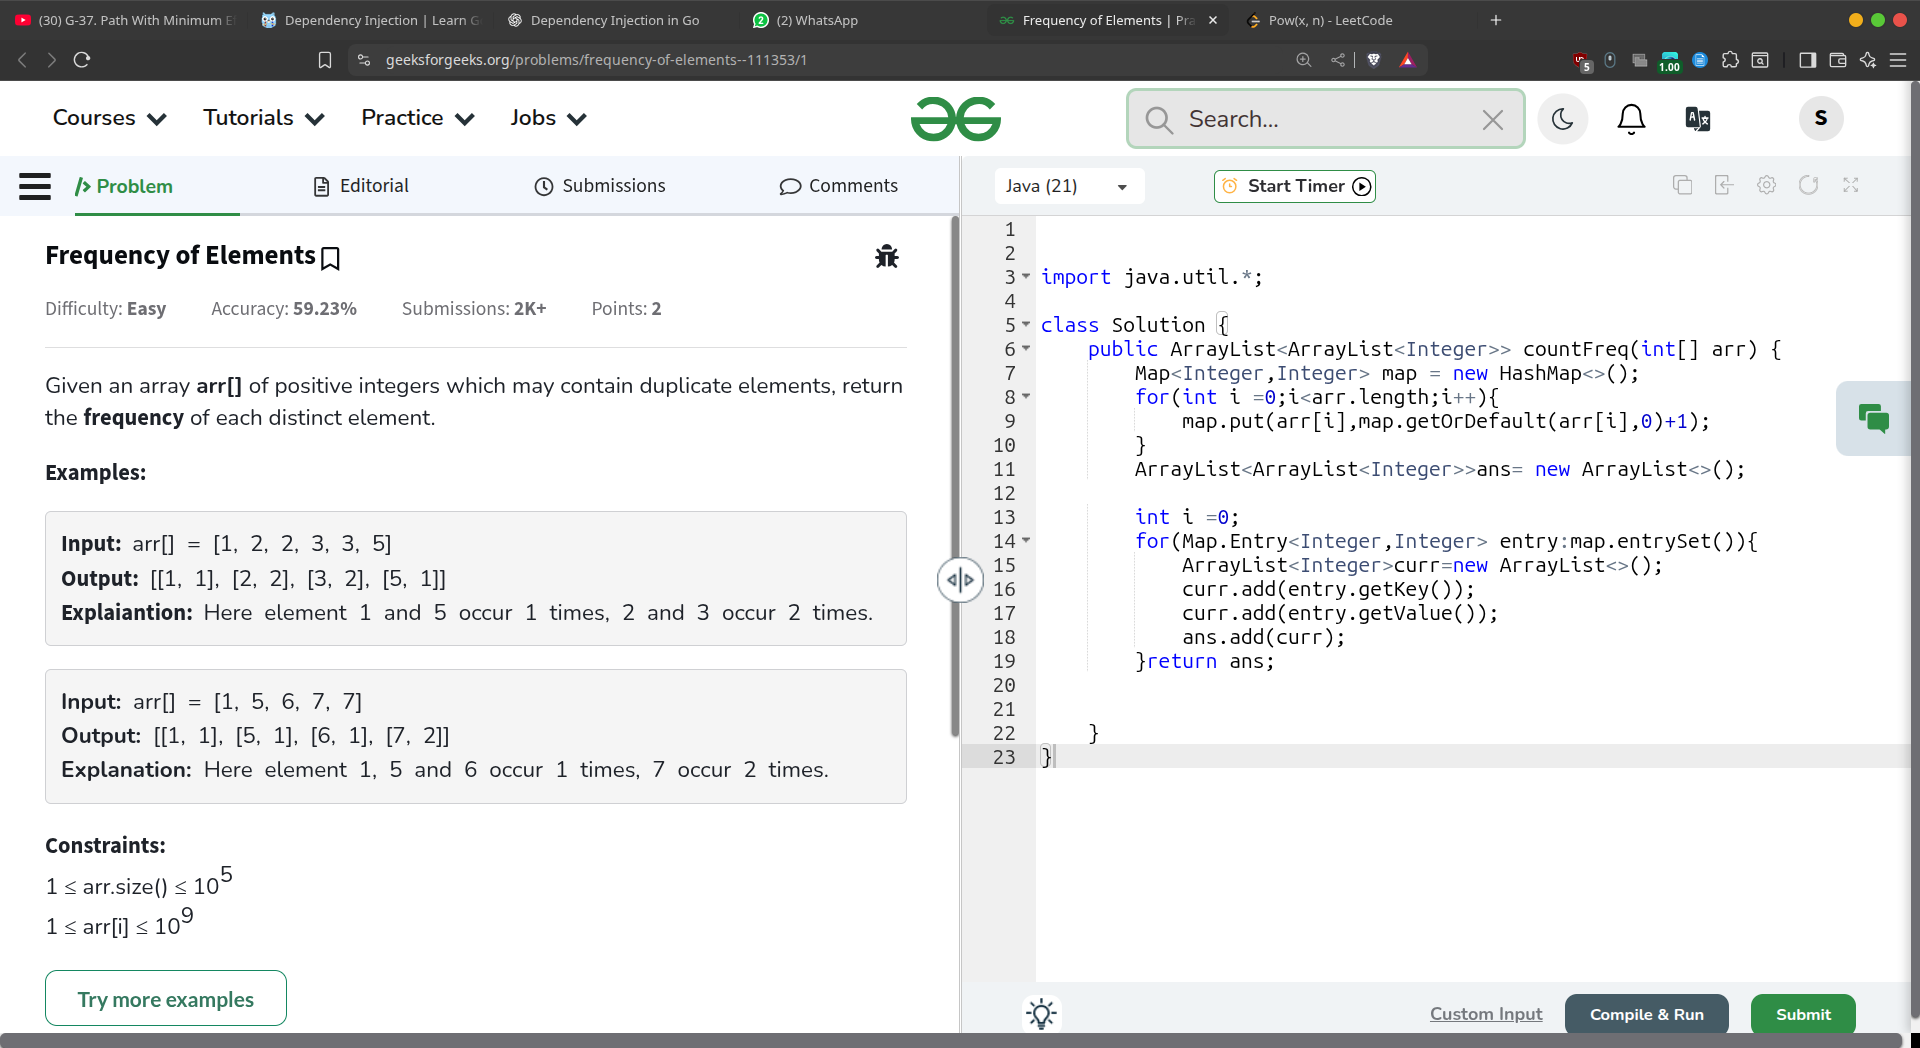 (30) G-37. Path With Minimum E
Dependency Injection | Learn G
Dependency Injection in Go
(2) WhatsApp
Frequency of Elements | Pra
Pow(x, n) - LeetCode
geeksforgeeks.org/problems/frequency-of-elements--111353/1
5
1.00
Courses
Tutorials
Practice
Jobs
Search...
S
Problem
Editorial
Submissions
Comments
Java (21)
Start Timer
Frequency of Elements
Difficulty: Easy Accuracy: 59.23% Submissions: 2K+ Points: 2
Given an array arr[] of positive integers which may contain duplicate elements, return
the frequency of each distinct element.
Examples:
Input: arr[] = [1, 2, 2, 3, 3, 5]
Output: [[1, 1], [2, 2], [3, 2], [5, 1]]
Explaiantion: Here element 1 and 5 occur 1 times, 2 and 3 occur 2 times.
Input: arr[] = [1, 5, 6, 7, 7]
Output: [[1, 1], [5, 1], [6, 1], [7, 2]]
Explanation: Here element 1, 5 and 6 occur 1 times, 7 occur 2 times.
Constraints:
1 ≤ arr.size() ≤ 10^5
1 ≤ arr[i] ≤ 10^9
Try more examples
1
2
3 import java.util.*;
4
5 class Solution {
6     public ArrayList<ArrayList<Integer>> countFreq(int[] arr) {
7         Map<Integer,Integer> map = new HashMap<>();
8         for(int i =0;i<arr.length;i++){
9             map.put(arr[i],map.getOrDefault(arr[i],0)+1);
10         }
11         ArrayList<ArrayList<Integer>>ans= new ArrayList<>();
12
13         int i =0;
14         for(Map.Entry<Integer,Integer> entry:map.entrySet()){
15             ArrayList<Integer>curr=new ArrayList<>();
16             curr.add(entry.getKey());
17             curr.add(entry.getValue());
18             ans.add(curr);
19         }return ans;
20
21
22     }
23 }
Custom Input
Compile & Run
Submit